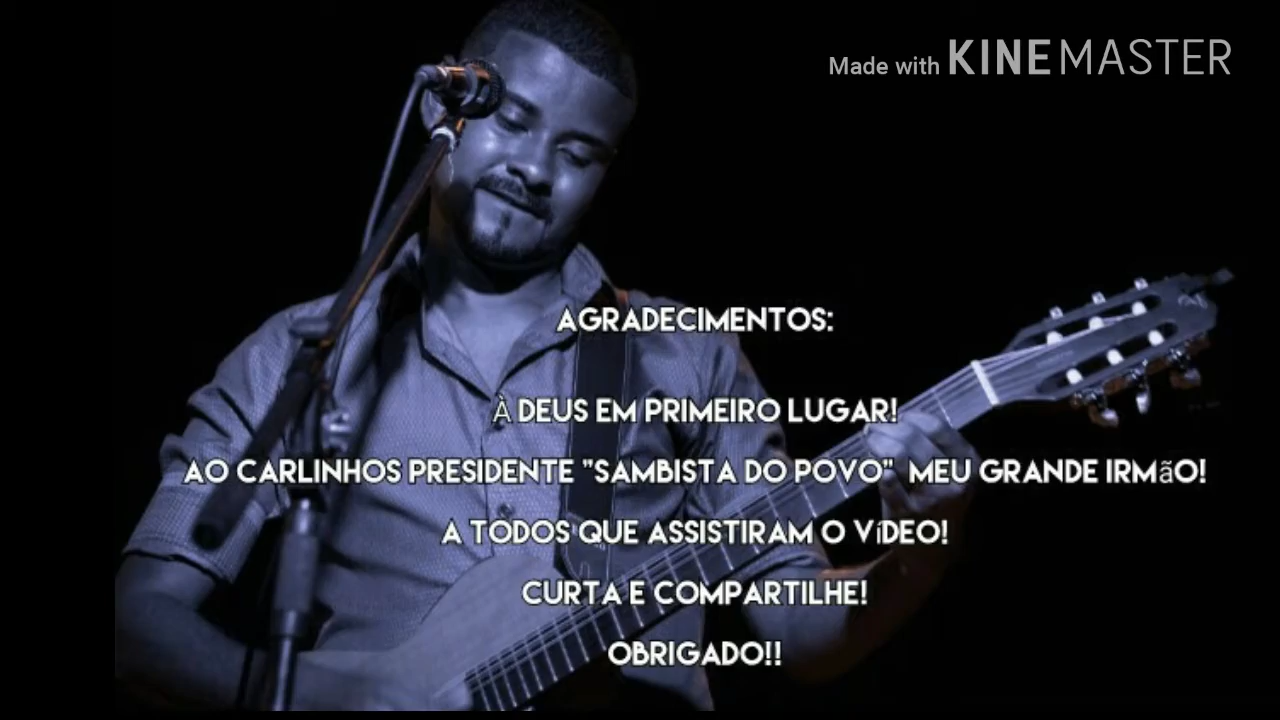 Made with KINEMASTER
AGRADECIMENTOS:
À DEUS EM PRIMEIRO LUGAR!
AO CARLINHOS PRESIDENTE "SAMBISTA DO POVO" MEU GRANDE IRMãO!
A TODOS QUE ASSISTIRAM O VíDEO!
CURTA E COMPARTILHE!
OBRIGADO!!